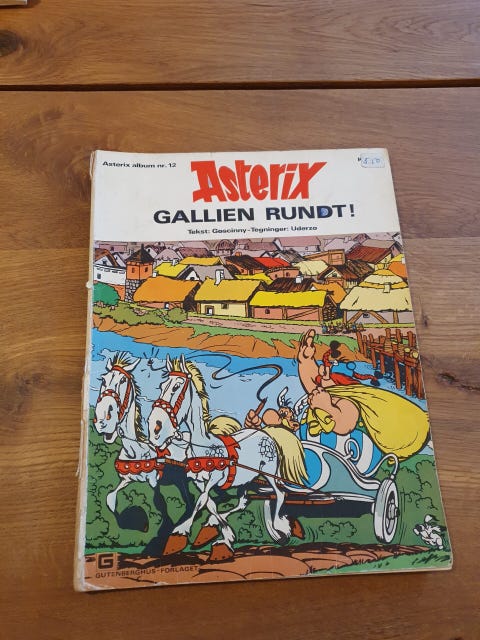 Asterix album nr. 12
Asterix
GALLIEN RUNDT!
Tekst: Goscinny-Tegninger: Uderzo
G
GUTENBERGHUS-FORLAGET